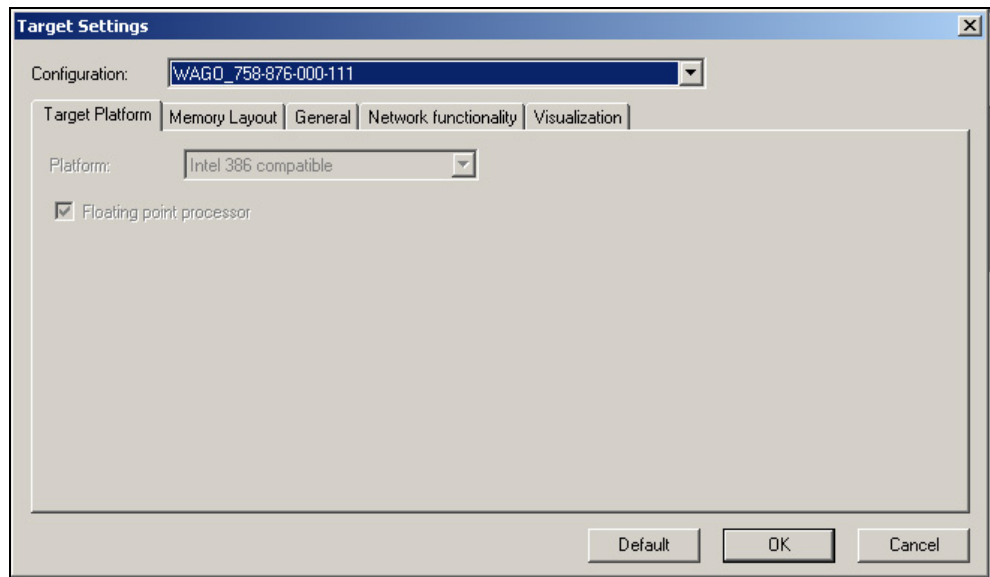 Target Settings
Configuration: WAGO_758-876-000-111
Target Platform Memory Layout General Network functionality Visualization
Platform: Intel 386 compatible
Floating point processor
Default OK Cancel